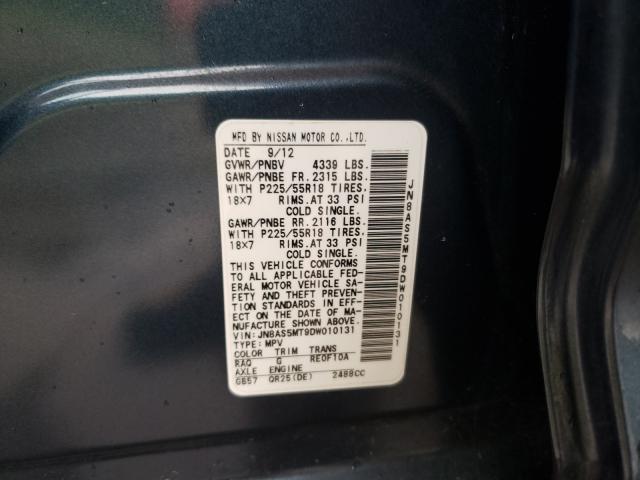 MFD BY NISSAN MOTOR CO.,LTD.
DATE 9/12
GVWR/PNBV 4339 LBS.
GAWR/PNBE FR. 2315 LBS.
WITH P225/55R18 TIRES.
18X7 RIMS.AT 33 PSI
COLD SINGLE.
GAWR/PNBE RR. 2116 LBS.
WITH P225/55R18 TIRES.
18X7 RIMS.AT 33 PSI
COLD SINGLE.
THIS VEHICLE CONFORMS
TO ALL APPLICABLE FED-
ERAL MOTOR VEHICLE SA-
FETY AND THEFT PREVEN-
TION STANDARDS IN EFF-
ECT ON THE DATE OF MAN-
UFACTURE SHOWN ABOVE.
VIN:JN8AS5MT9DW010131
TYPE:MPV
COLOR TRIM TRANS
RAQ G RE0F10A
AXLE ENGINE
GB57 QR25(DE) 2488CC
JN8AS5MT9DW010131